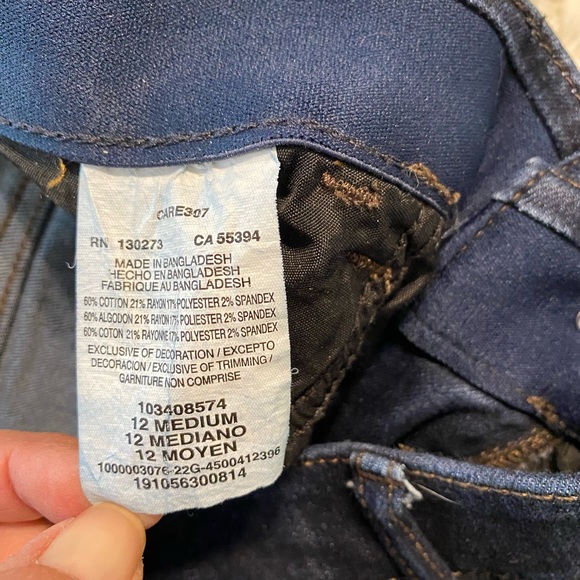 CARE307
RN 130273 CA 55394
MADE IN BANGLADESH
HECHO EN BANGLADESH
FABRIQUE AU BANGLADESH
60% COTTON 21% RAYON 17% POLYESTER 2% SPANDEX
60% ALGODON 21% RAYON 17% POLYESTER 2% SPANDEX
60% COTON 21% RAYONNE 17% POLYESTER 2% SPANDEX
EXCLUSIVE OF DECORATION / EXCEPTO
DECORACION / EXCLUSIVE OF TRIMMING /
GARNITURE NON COMPRISE
103408574
12 MEDIUM
12 MEDIANO
12 MOYEN
1000003076-22G-4500412396
191056300814